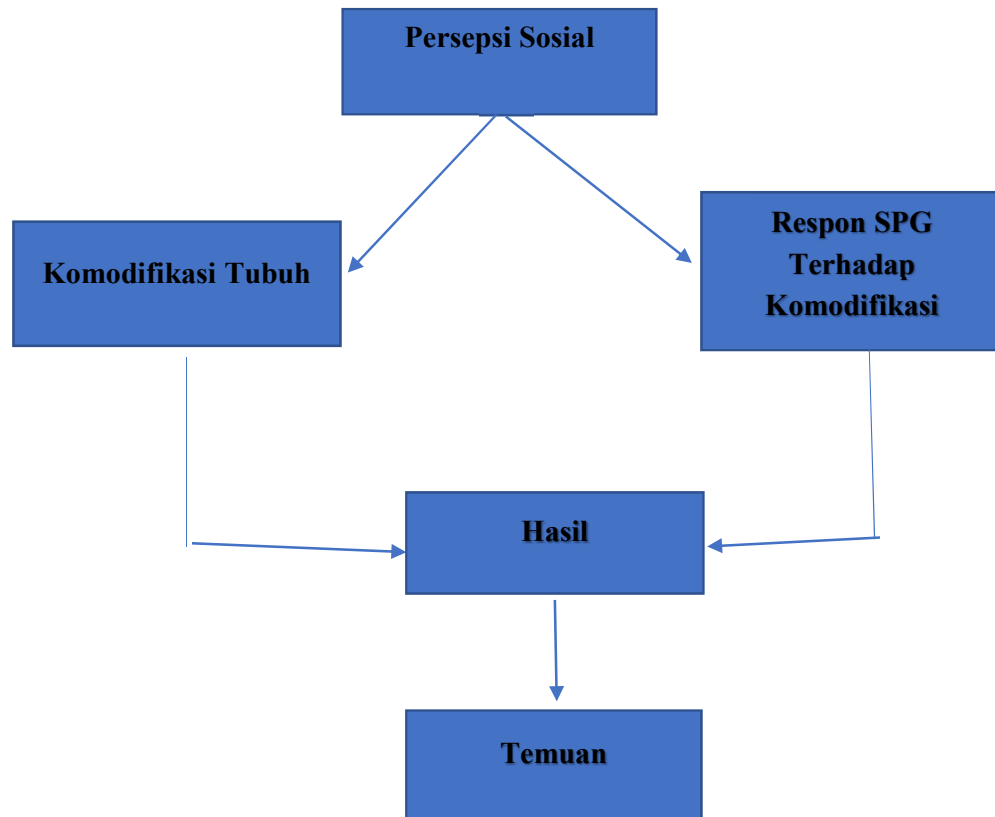 Persepsi Sosial
Komodifikasi Tubuh
Respon SPG
Terhadap
Komodifikasi
Hasil
Temuan